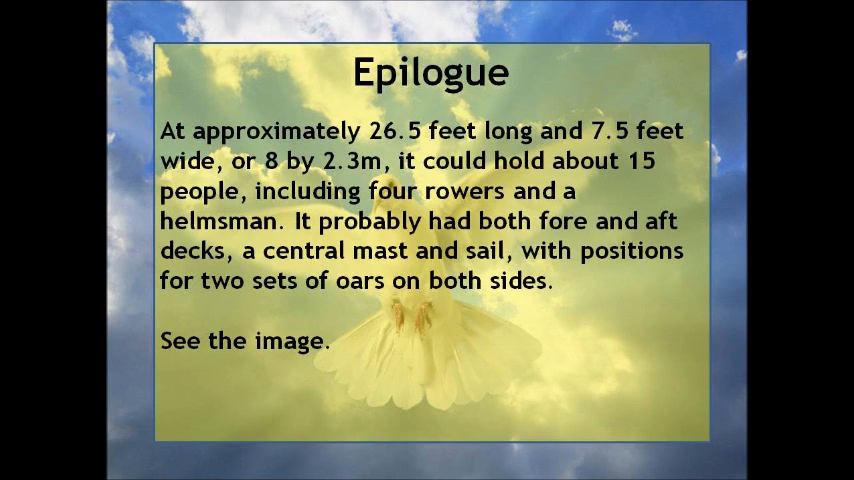 Epilogue
At approximately 26.5 feet long and 7.5 feet
wide, or 8 by 2.3m, it could hold about 15
people, including four rowers and a
helmsman. It probably had both fore and aft
decks, a central mast and sail, with positions
for two sets of oars on both sides.
See the image.